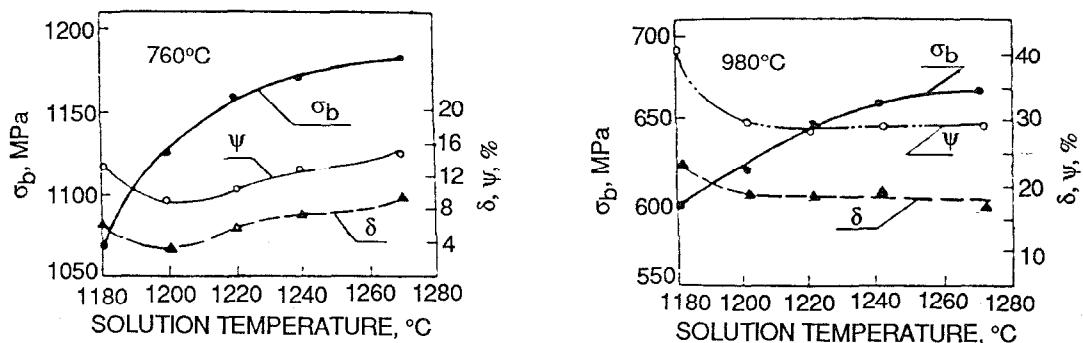 1200
1150
1100
1050
σb, MPa
760°C
σb
ψ
δ
20
16
12
8
4
δ, ψ, %
1180 1200 1220 1240 1260 1280
SOLUTION TEMPERATURE, °C
700
650
600
550
σb, MPa
980°C
σb
ψ
δ
40
30
20
10
δ, ψ, %
1180 1200 1220 1240 1260 1280
SOLUTION TEMPERATURE, °C